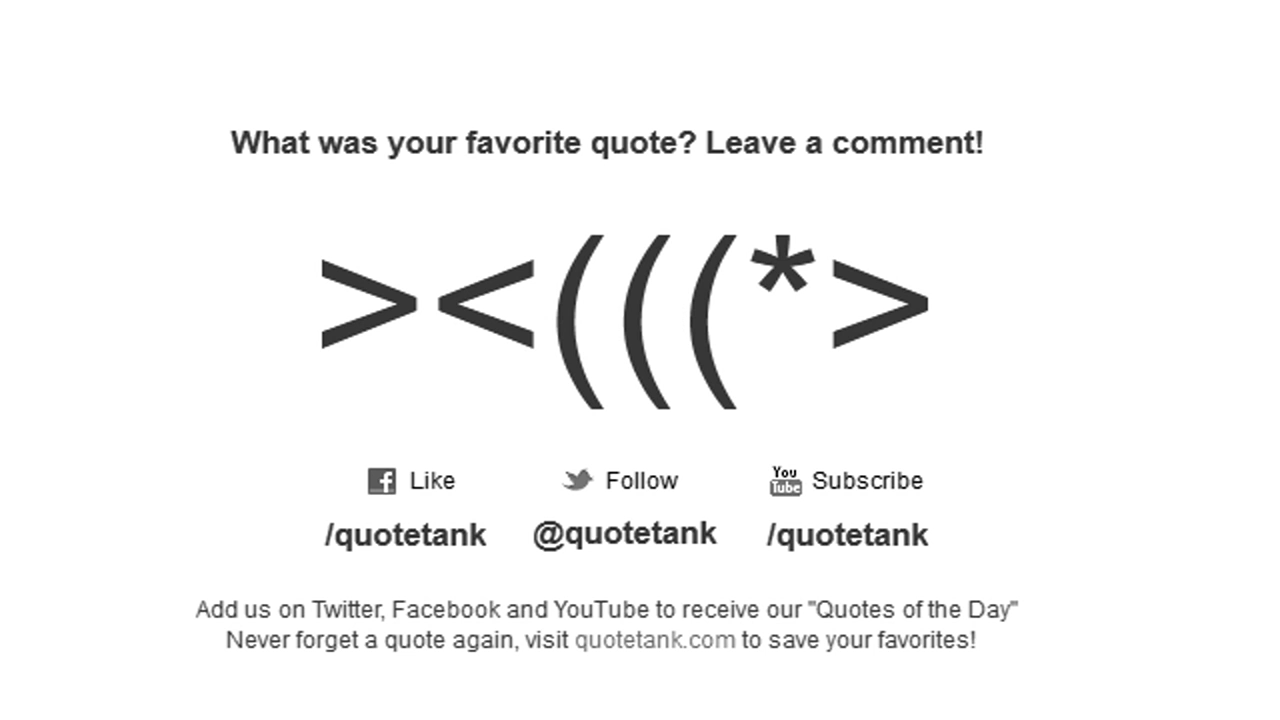 What was your favorite quote? Leave a comment!
><(((*>
Like Follow You Tube Subscribe
/quotetank @quotetank /quotetank
Add us on Twitter, Facebook and YouTube to receive our "Quotes of the Day"
Never forget a quote again, visit quotetank.com to save your favorites!